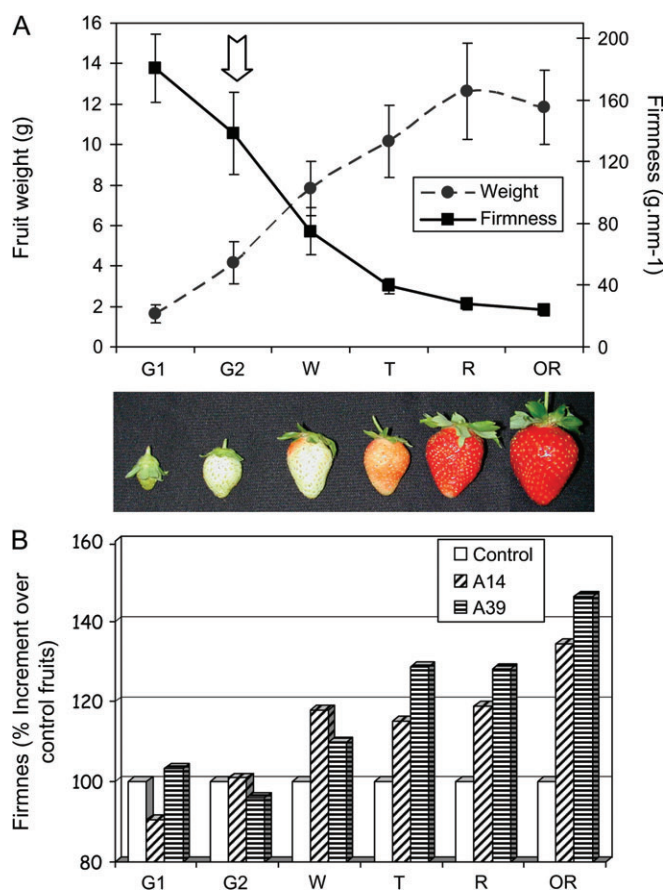 A
Fruit weight (g)
16
14
12
10
8
6
4
2
0
Firmness (g.mm-1)
200
160
120
80
40
0
Weight
Firmness
G1 G2 W T R OR
B
Firmnes (% Increment over
control fruits)
160
140
120
100
80
Control
A14
A39
G1 G2 W T R OR